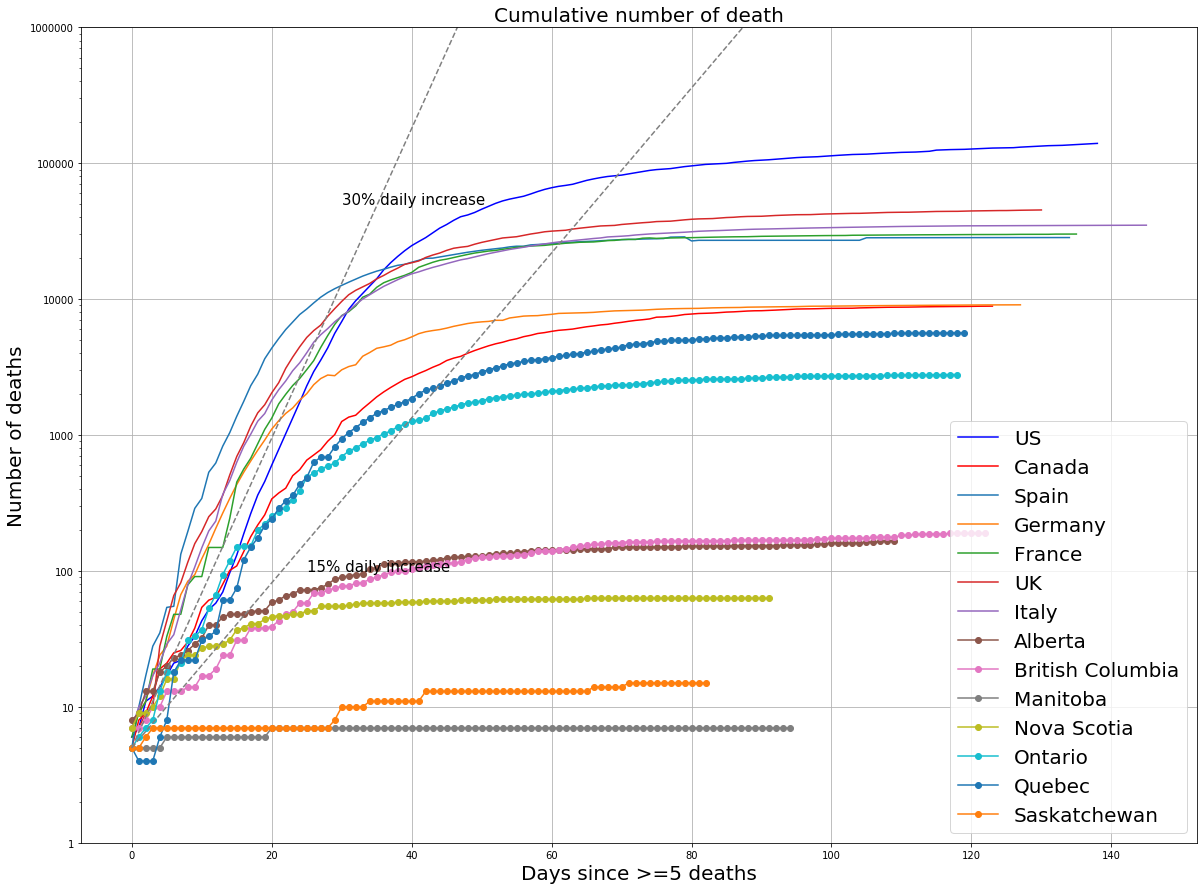 Cumulative number of death
1000000
100000
10000
1000
100
10
1
Number of deaths
30% daily increase
15% daily increase
US
Canada
Spain
Germany
France
UK
Italy
Alberta
British Columbia
Manitoba
Nova Scotia
Ontario
Quebec
Saskatchewan
0 20 40 60 80 100 120 140
Days since >=5 deaths